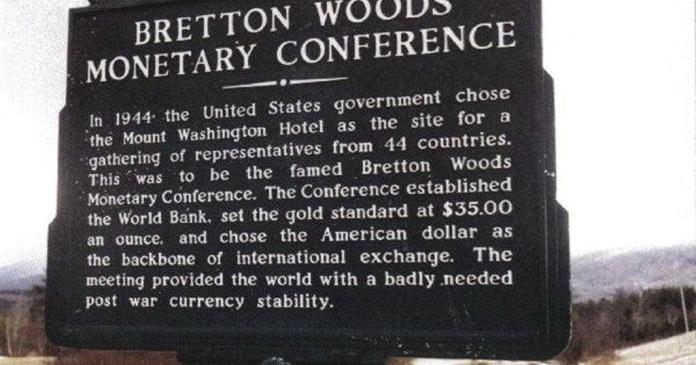 BRETTON WOODS
MONETARY CONFERENCE
In 1944 the United States government chose
the Mount Washington Hotel as the site for a
gathering of representatives from 44 countries.
This was to be the famed Bretton Woods
Monetary Conference. The Conference established
the World Bank, set the gold standard at $35.00
an ounce, and chose the American dollar as
the backbone of international exchange. The
meeting provided the world with a badly needed
post war currency stability.